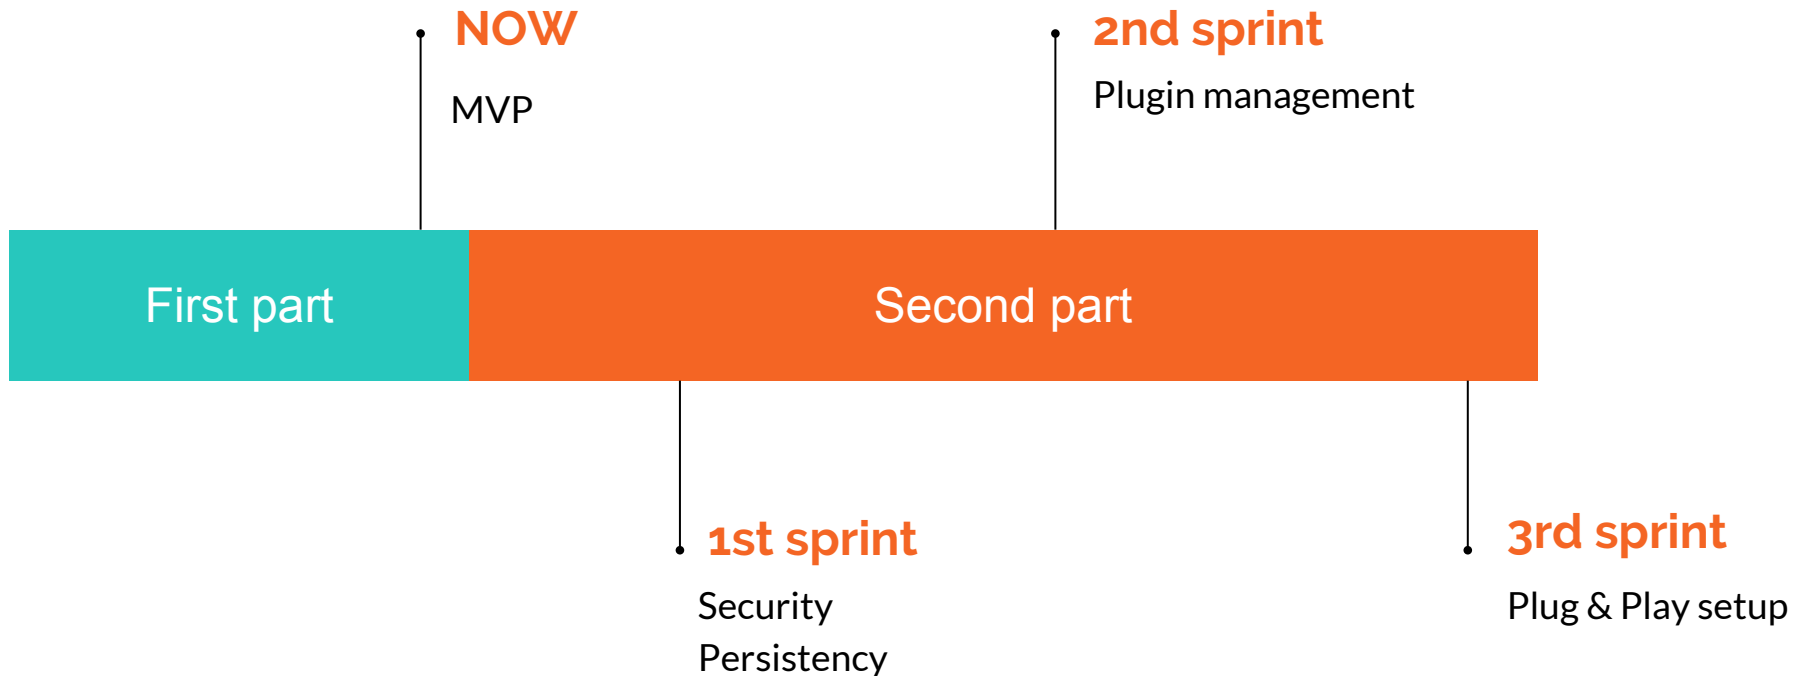 NOW
MVP
2nd sprint
Plugin management
First part
Second part
1st sprint
Security
Persistency
3rd sprint
Plug & Play setup